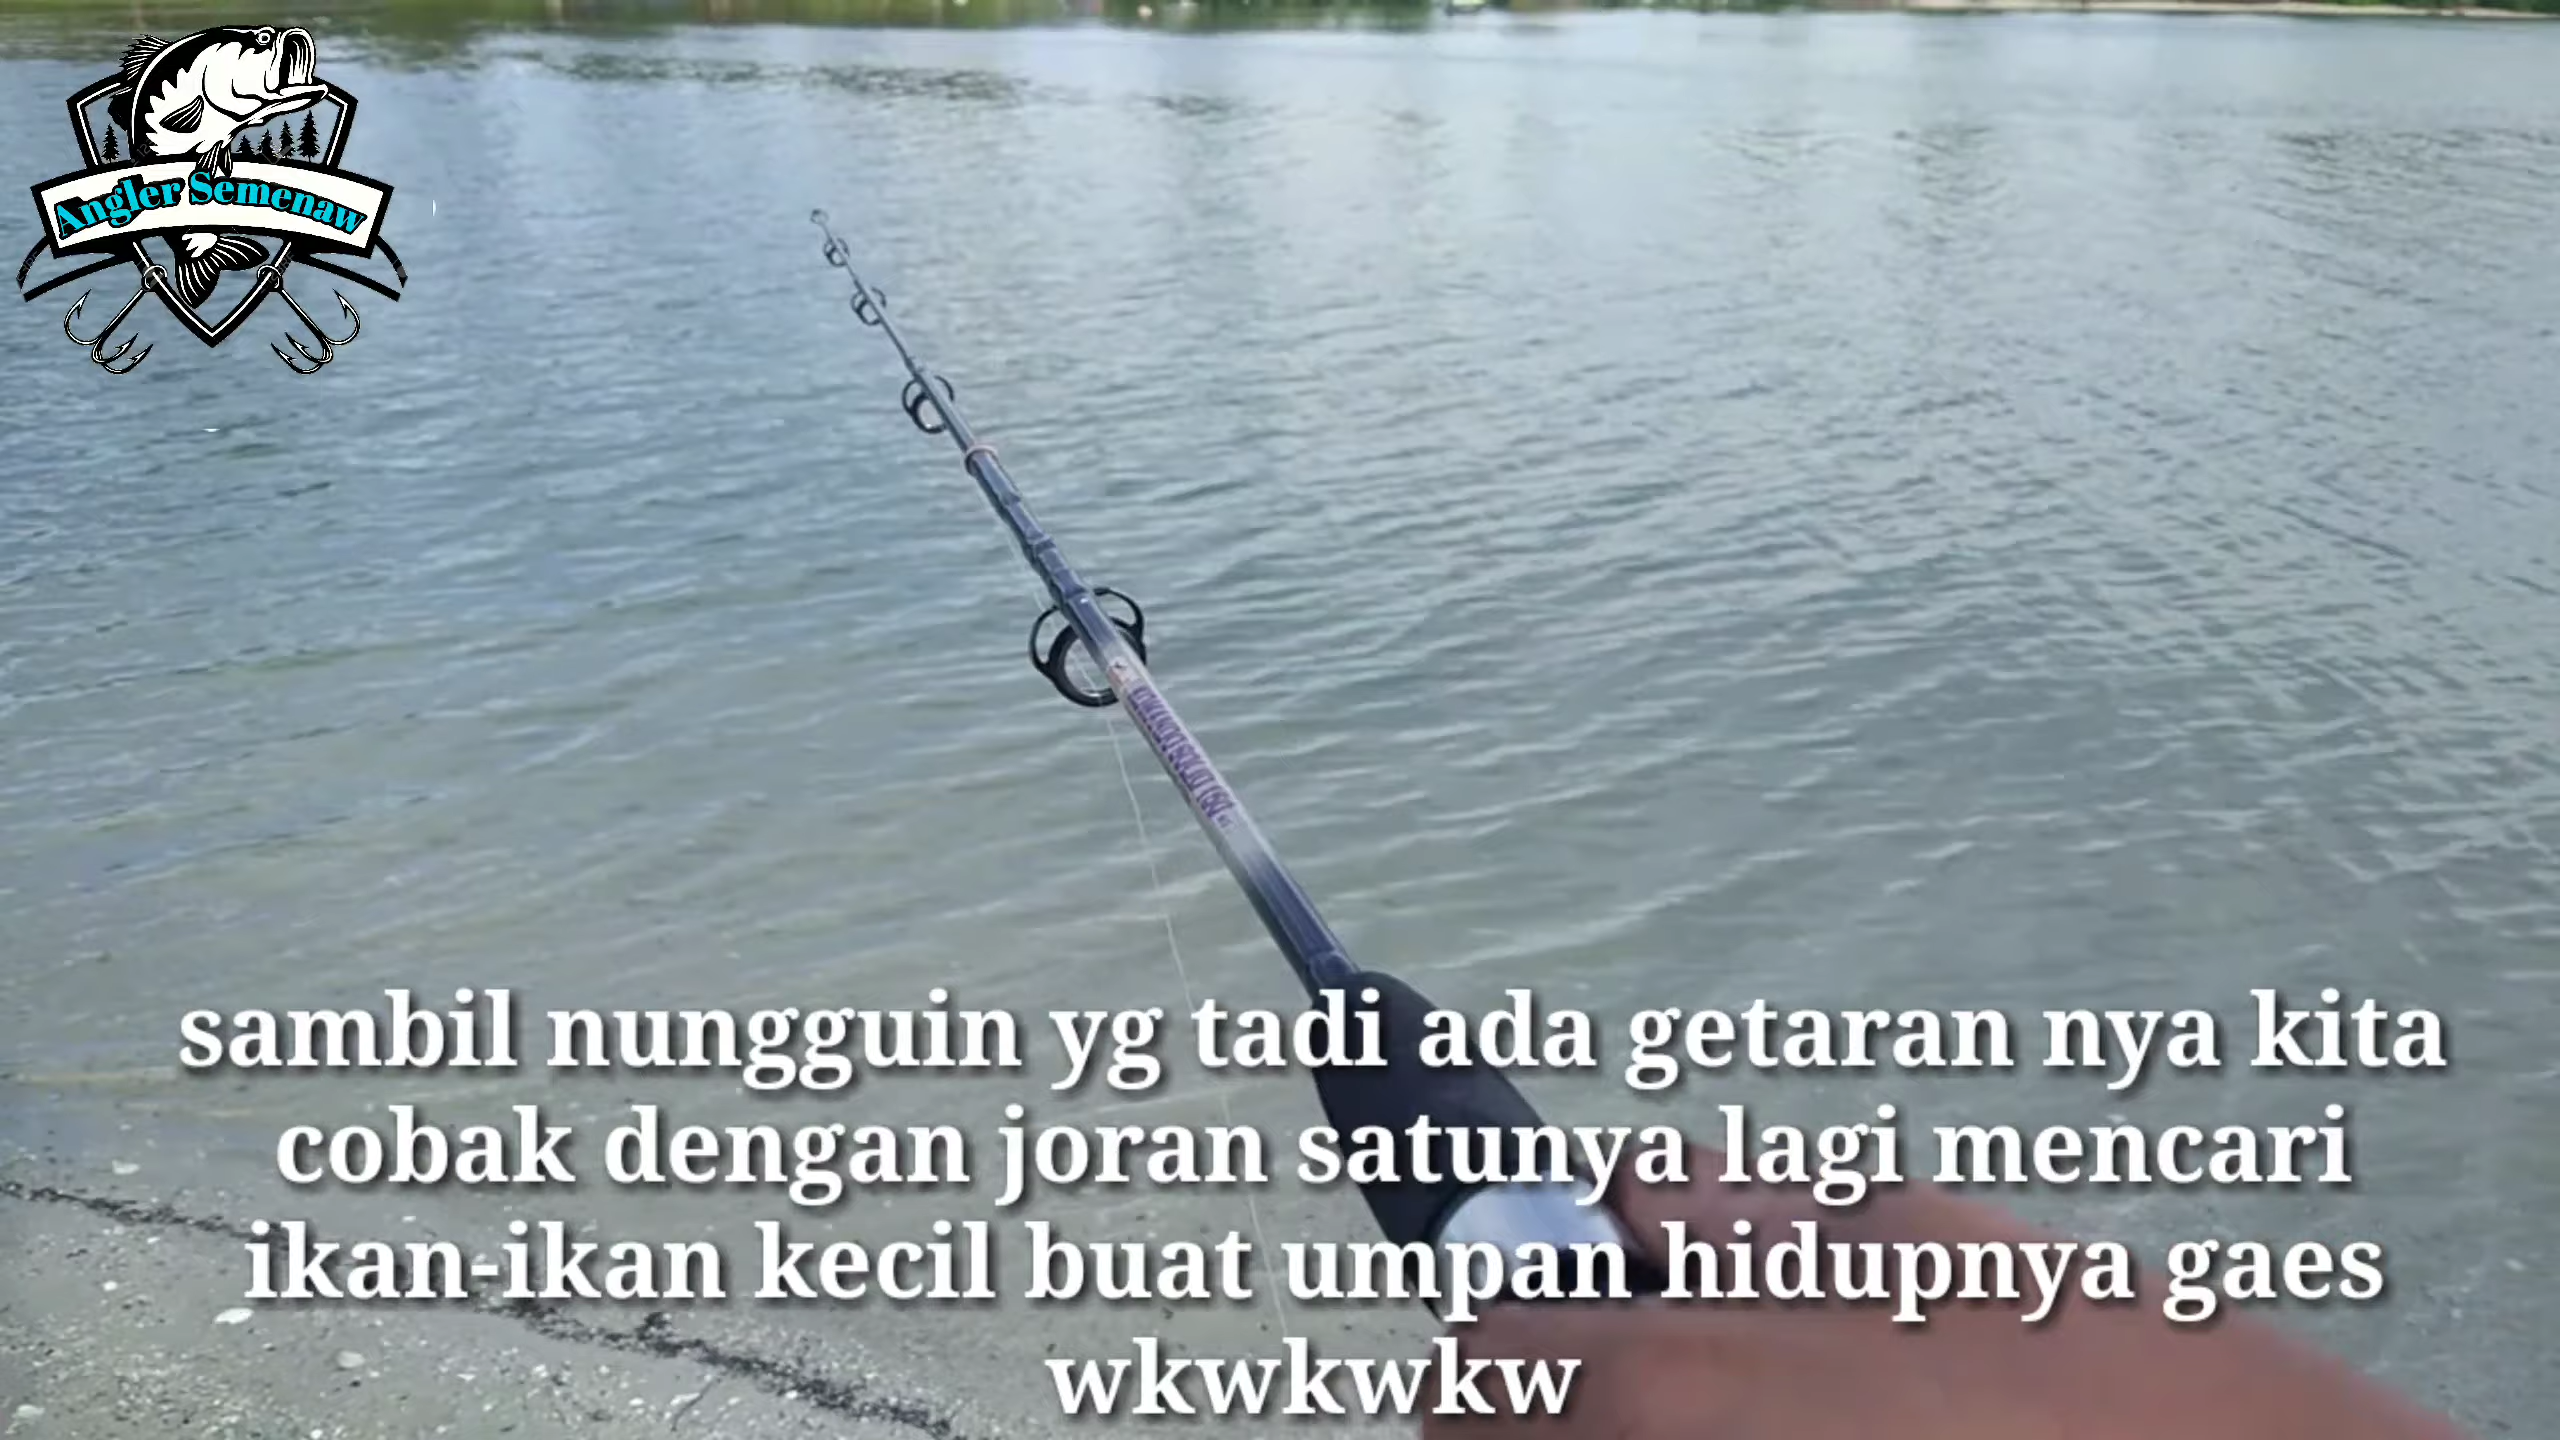 Angler Semenaw
sambil nungguin yg tadi ada getaran nya kita
cobak dengan joran satunya lagi mencari
ikan-ikan kecil buat umpan hidupnya gaes
wkwkwkw